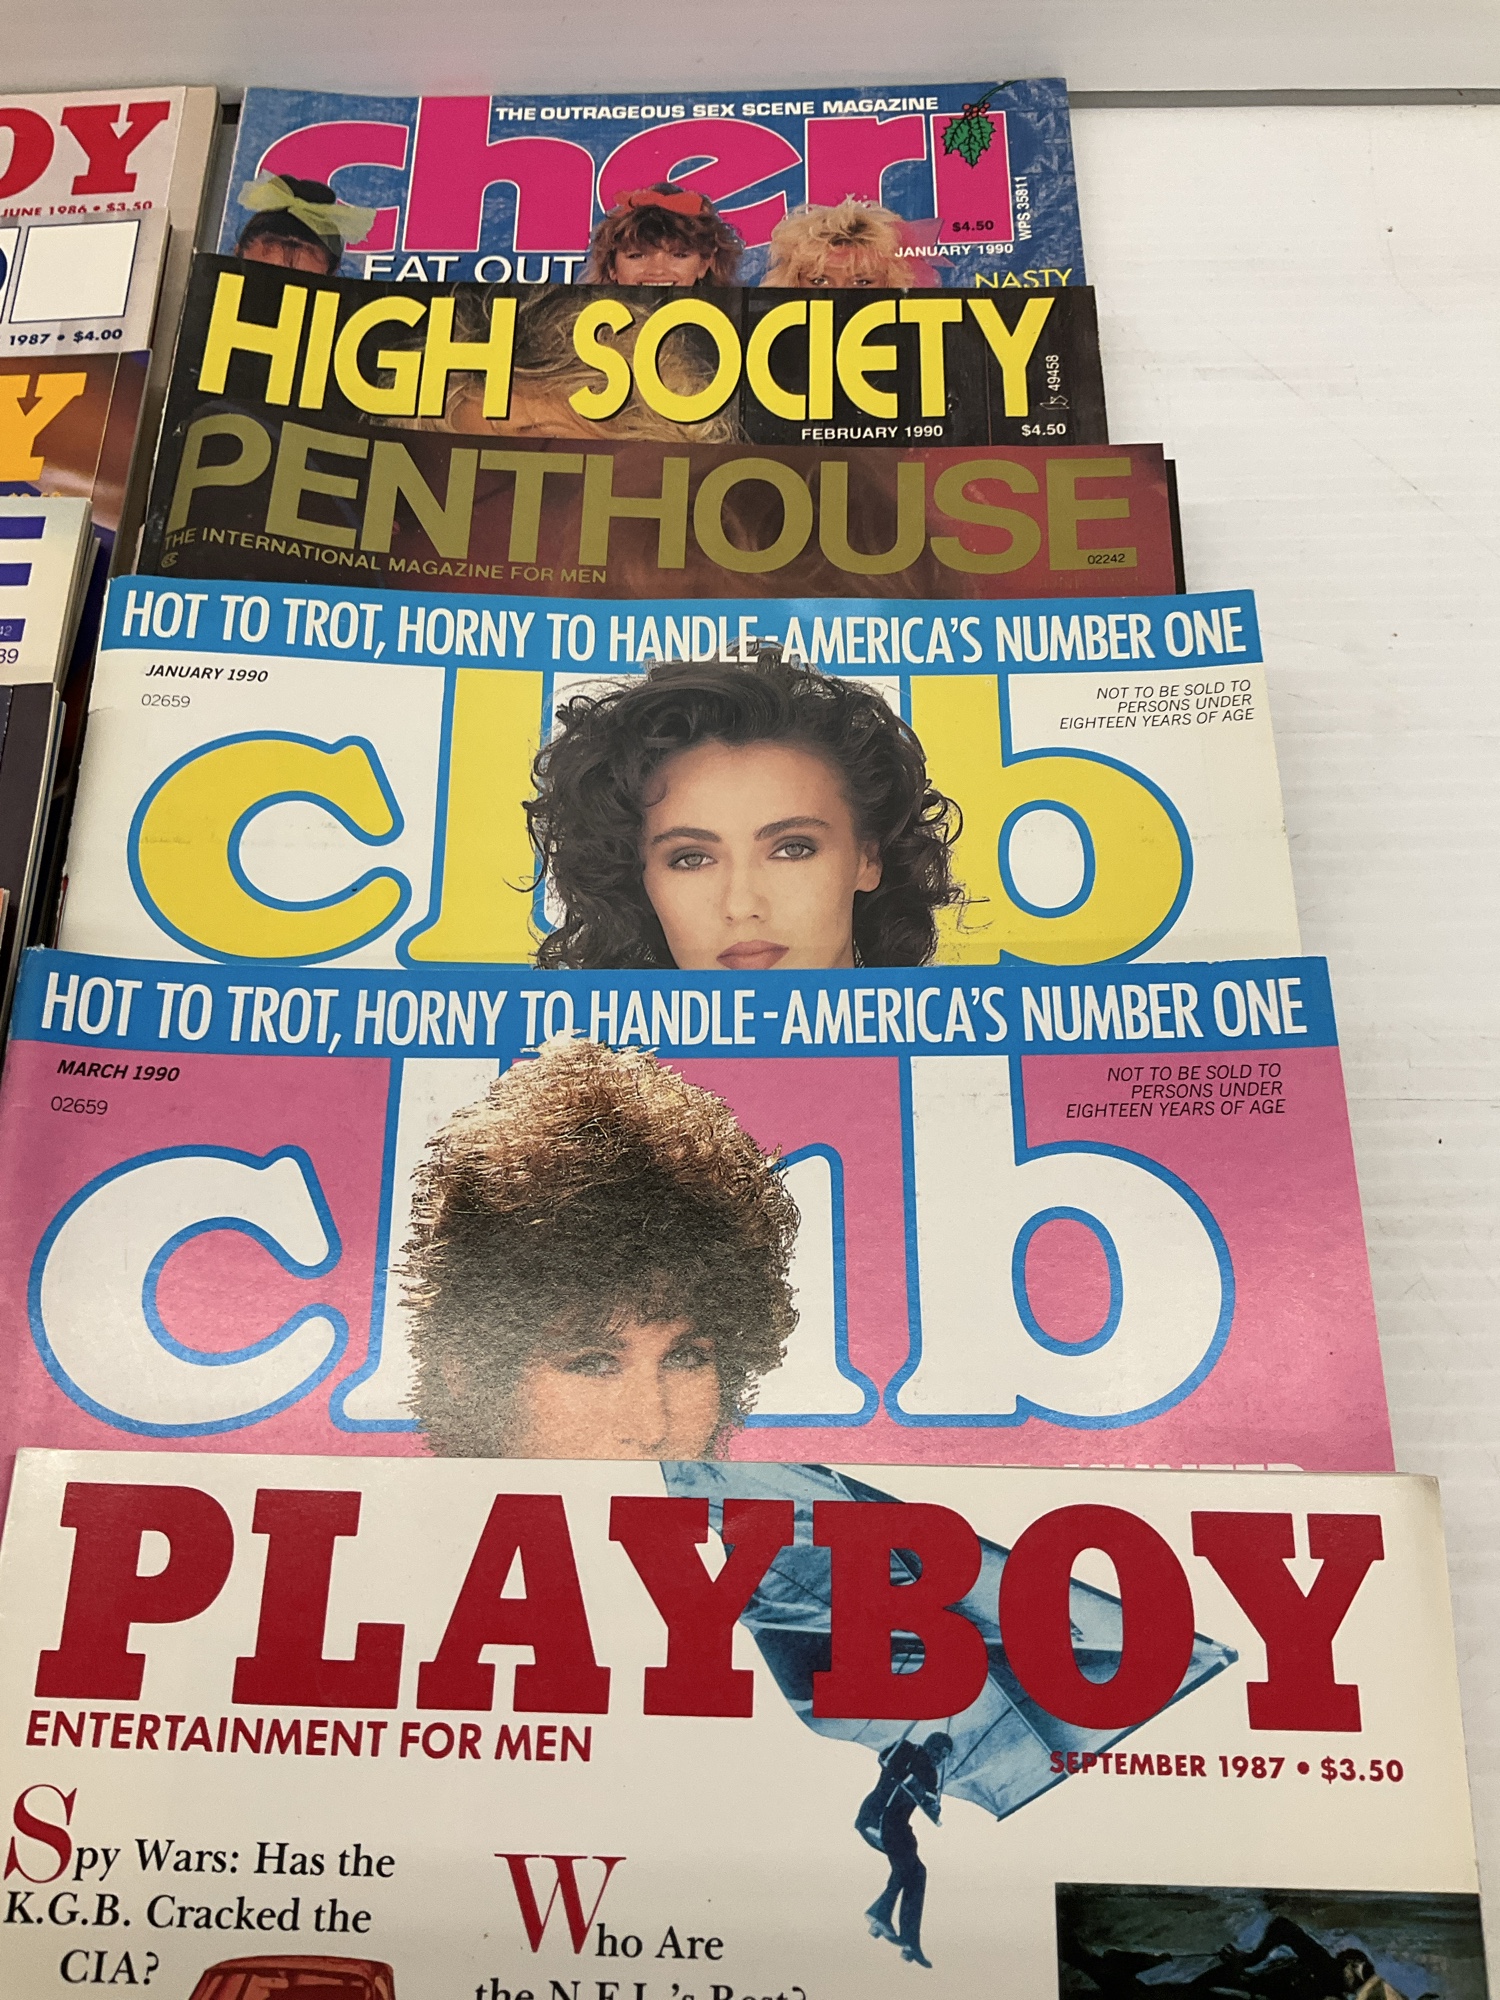 OY
JUNE 1986 • $3.50
1987 • $4.00
Y
E
THE OUTRAGEOUS SEX SCENE MAGAZINE
cheri
$4.50
WPS 35811
JANUARY 1990
EAT OUT
NASTY
HIGH SOCIETY
49458
FEBRUARY 1990
$4.50
PENTHOUSE
THE INTERNATIONAL MAGAZINE FOR MEN
02242
HOT TO TROT, HORNY TO HANDLE-AMERICA'S NUMBER ONE
JANUARY 1990
02659
NOT TO BE SOLD TO
PERSONS UNDER
EIGHTEEN YEARS OF AGE
club
HOT TO TROT, HORNY TO HANDLE-AMERICA'S NUMBER ONE
MARCH 1990
02659
NOT TO BE SOLD TO
PERSONS UNDER
EIGHTEEN YEARS OF AGE
club
PLAYBOY
ENTERTAINMENT FOR MEN
SEPTEMBER 1987 • $3.50
Spy Wars: Has the
K.G.B. Cracked the
CIA?
Who Are
the N.F.L.'s Best?